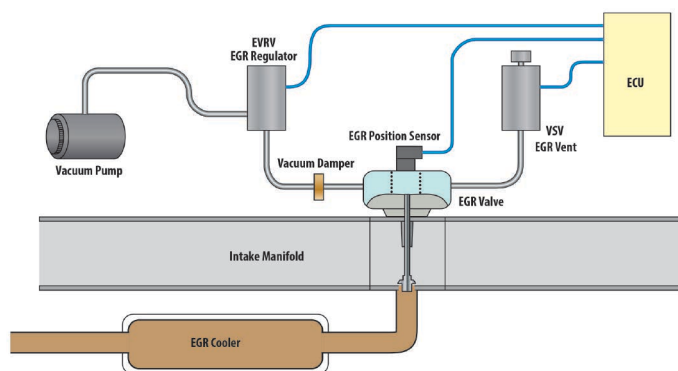 EVRV
EGR Regulator
ECU
EGR Position Sensor
VSV
EGR Vent
Vacuum Damper
Vacuum Pump
EGR Valve
Intake Manifold
EGR Cooler